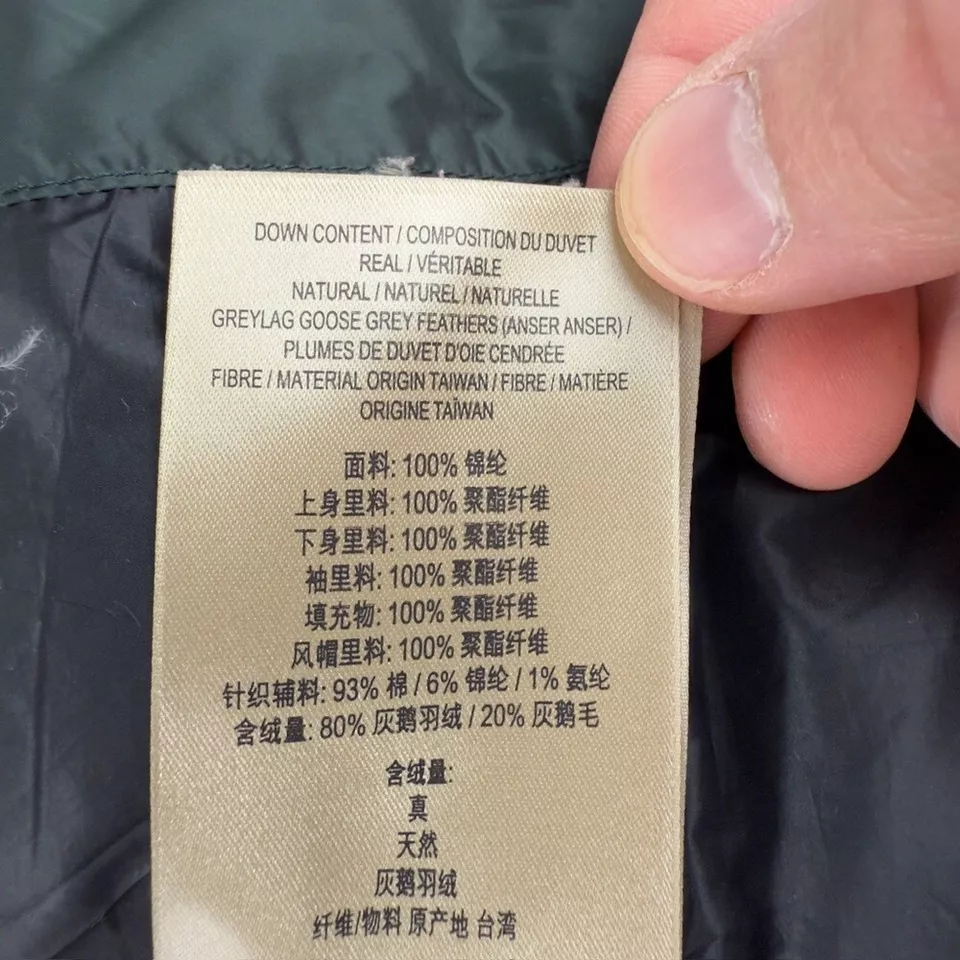 DOWN CONTENT / COMPOSITION DU DUVET
REAL / VÉRITABLE
NATURAL / NATUREL / NATURELLE
GREYLAG GOOSE GREY FEATHERS (ANSER ANSER) /
PLUMES DE DUVET D'OIE CENDRÉE
FIBRE / MATERIAL ORIGIN TAIWAN / FIBRE / MATIÈRE
ORIGINE TAÏWAN
面料: 100% 锦纶
上身里料: 100% 聚酯纤维
下身里料: 100% 聚酯纤维
袖里料: 100% 聚酯纤维
填充物: 100% 聚酯纤维
风帽里料: 100% 聚酯纤维
针织辅料: 93% 棉 / 6% 锦纶 / 1% 氨纶
含绒量: 80% 灰鹅羽绒 / 20% 灰鹅毛
含绒量:
真
天然
灰鹅羽绒
纤维/物料 原产地 台湾